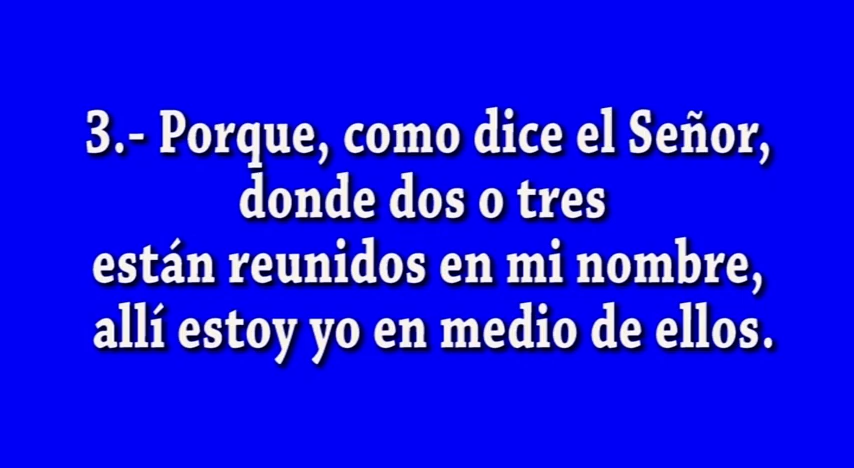 3.- Porque, como dice el Señor,
donde dos o tres
están reunidos en mi nombre,
allí estoy yo en medio de ellos.